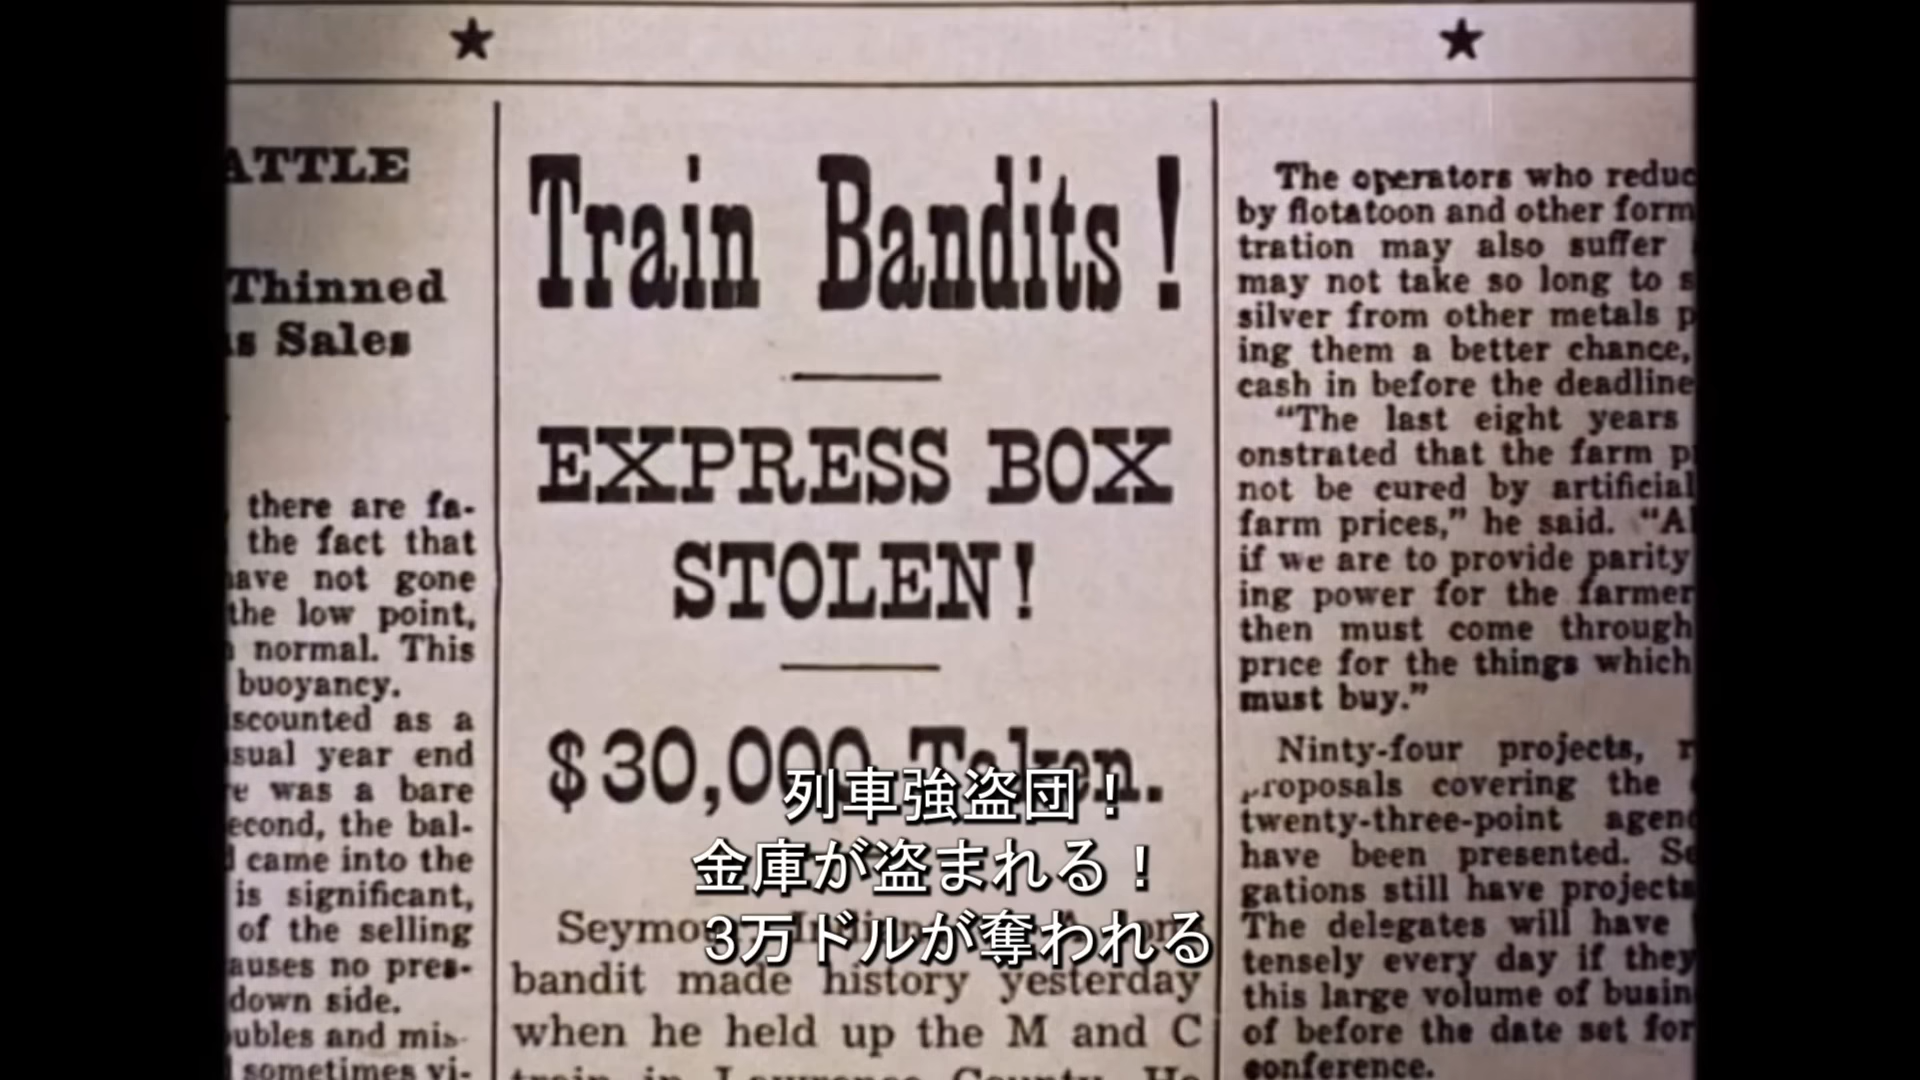 ATTLE
Thinned
s Sales
there are fa-
the fact that
have not gone
the low point,
normal. This
buoyancy.
scounted as a
sual year end
was a bare
econd, the bal-
came into the
is significant,
of the selling
auses no pres-
down side.
ubles and mis-
sometimes vi-
Train Bandits !
EXPRESS BOX
STOLEN!
$30,000 Taken.
列車強盗団！
金庫が盗まれる！
3万ドルが奪われる
bandit made history yesterday
when he held up the M and C
train in Lawrence County. He
The operators who reduc
by flotatoon and other form
tration may also suffer
may not take so long to s
silver from other metals p
ing them a better chance,
cash in before the deadline
“The last eight years
onstrated that the farm p
not be cured by artificial
farm prices,” he said. “A
if we are to provide parity
ing power for the farmer
then must come through
price for the things which
must buy.”
Ninty-four projects, r
roposals covering the
twenty-three-point agen
have been presented. Se
gations still have projects
The delegates will have
tensely every day if they
this large volume of busin
of before the date set for
conference.